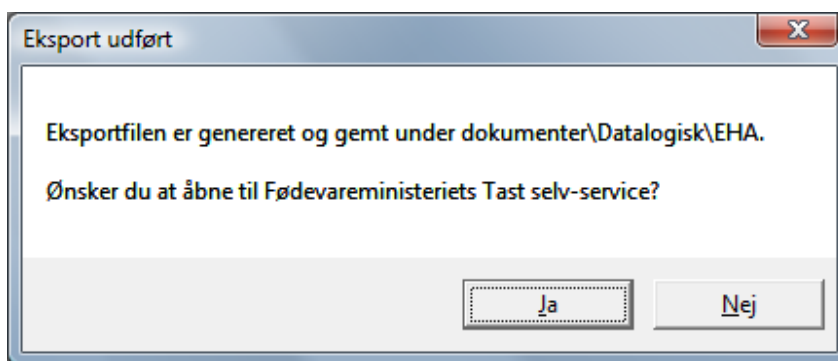 Eksport udført
Eksportfilen er genereret og gemt under dokumenter\Datalogisk\EHA.
Ønsker du at åbne til Fødevareministeriets Tast selv-service?
Ja
Nej